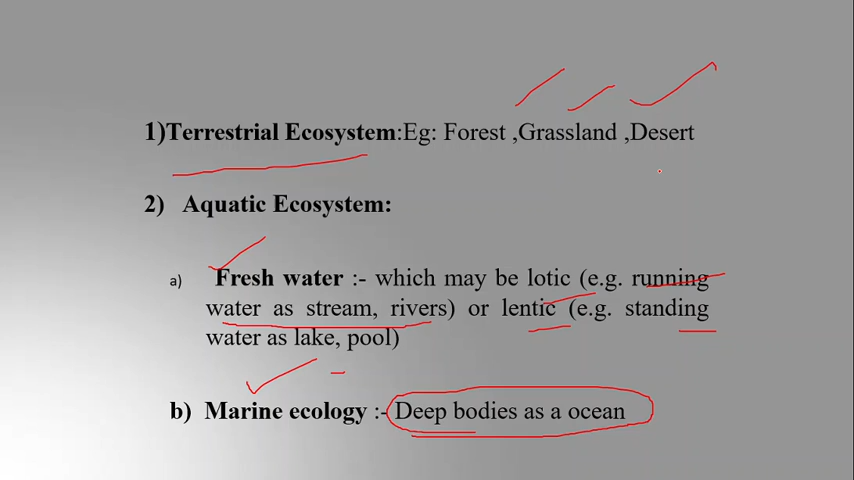 1)Terrestrial Ecosystem:Eg: Forest ,Grassland ,Desert
2) Aquatic Ecosystem:
a) Fresh water :- which may be lotic (e.g. running
water as stream, rivers) or lentic (e.g. standing
water as lake, pool)
b) Marine ecology :- Deep bodies as a ocean